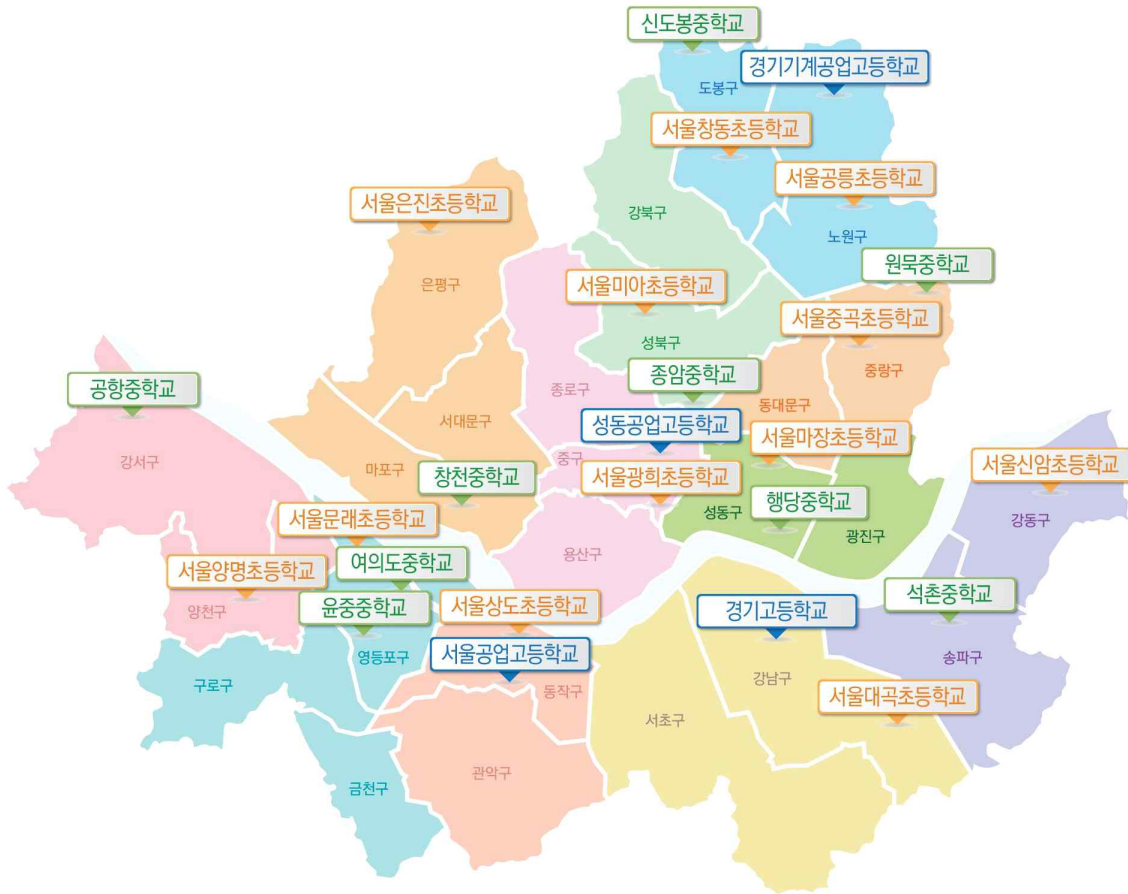 신도봉중학교
경기기계공업고등학교
도봉구
서울창동초등학교
서울공릉초등학교
서울은진초등학교
강북구
노원구
원묵중학교
은평구
서울미아초등학교
서울중곡초등학교
성북구
중랑구
공항중학교
종로구
종암중학교
동대문구
서대문구
성동공업고등학교
서울마장초등학교
강서구
마포구
중구
창천중학교
서울광희초등학교
서울신암초등학교
서울문래초등학교
성동구
행당중학교
강동구
광진구
여의도중학교
용산구
서울양명초등학교
양천구
윤중중학교
서울상도초등학교
경기고등학교
석촌중학교
영등포구
서울공업고등학교
송파구
구로구
강남구
동작구
서울대곡초등학교
서초구
관악구
금천구